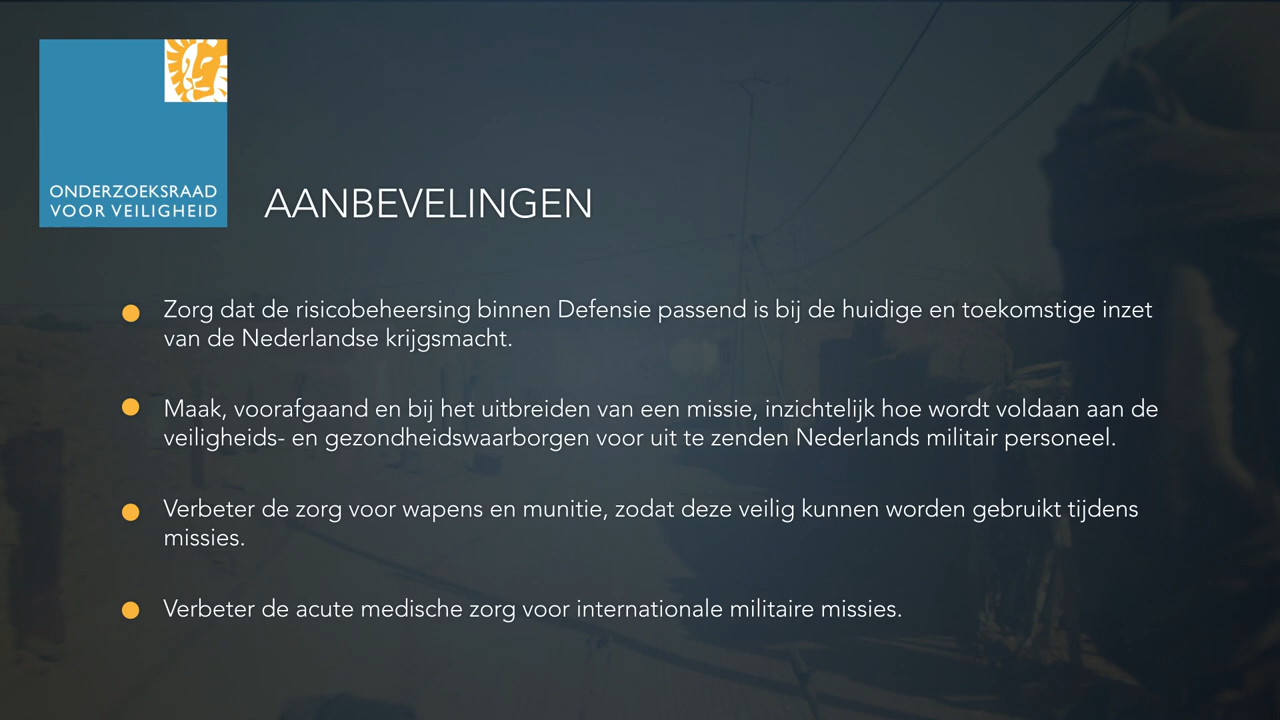 ONDERZOEKSRAAD
VOOR VEILIGHEID
AANBEVELINGEN
Zorg dat de risicobeheersing binnen Defensie passend is bij de huidige en toekomstige inzet
van de Nederlandse krijgsmacht.
Maak, voorafgaand en bij het uitbreiden van een missie, inzichtelijk hoe wordt voldaan aan de
veiligheids- en gezondheidswaarborgen voor uit te zenden Nederlands militair personeel.
Verbeter de zorg voor wapens en munitie, zodat deze veilig kunnen worden gebruikt tijdens
missies.
Verbeter de acute medische zorg voor internationale militaire missies.